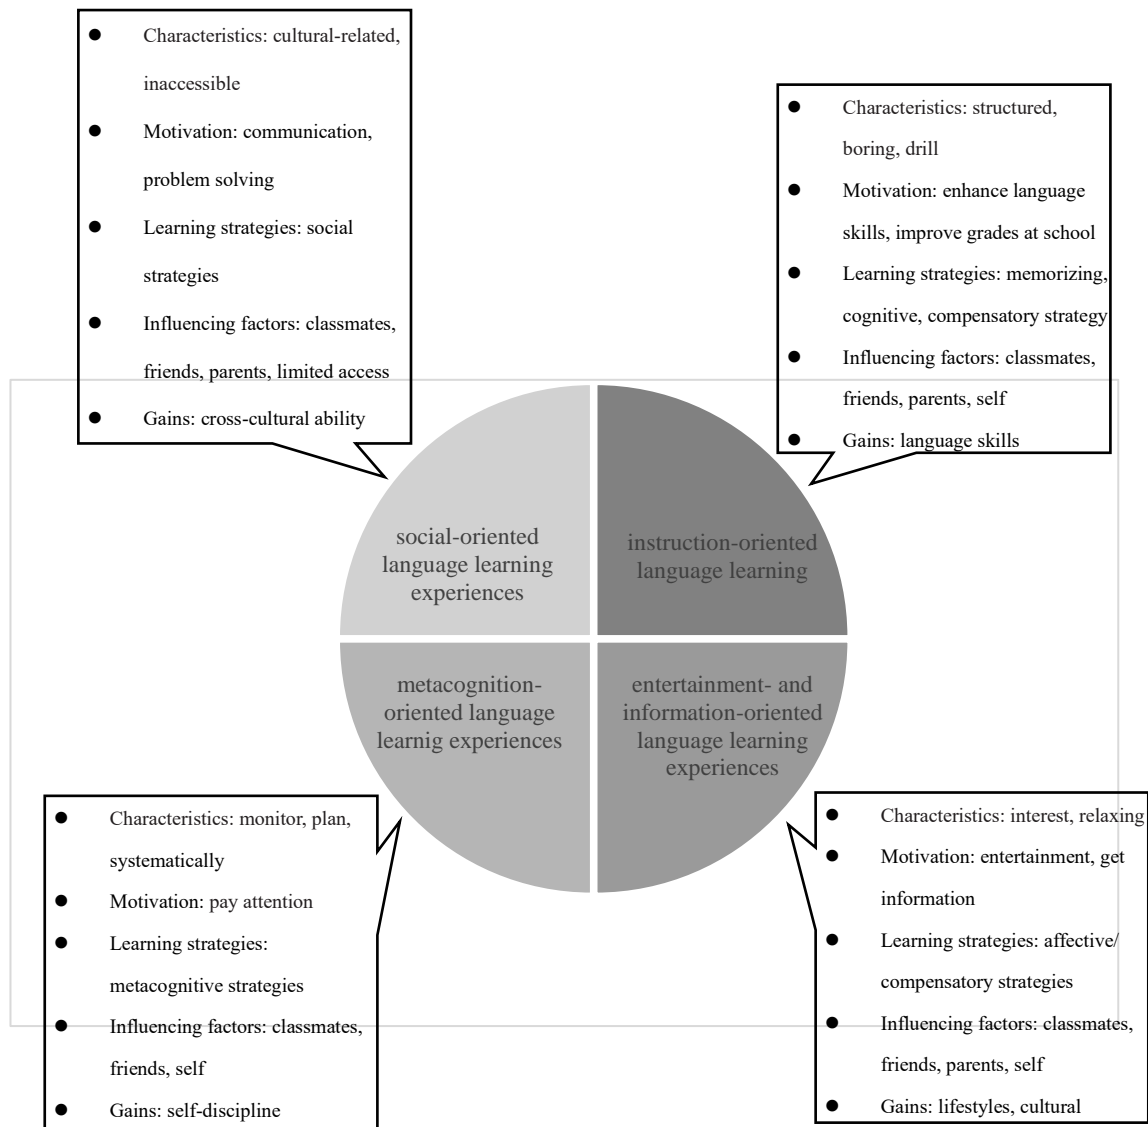 ● Characteristics: cultural-related,
inaccessible
● Motivation: communication,
problem solving
● Learning strategies: social
strategies
● Influencing factors: classmates,
friends, parents, limited access
● Gains: cross-cultural ability
● Characteristics: structured,
boring, drill
● Motivation: enhance language
skills, improve grades at school
● Learning strategies: memorizing,
cognitive, compensatory strategy
● Influencing factors: classmates,
friends, parents, self
● Gains: language skills
social-oriented
language learning
experiences
instruction-oriented
language learning
metacognition-
oriented language
learnig experiences
entertainment- and
information-oriented
language learning
experiences
● Characteristics: monitor, plan,
systematically
● Motivation: pay attention
● Learning strategies:
metacognitive strategies
● Influencing factors: classmates,
friends, self
● Gains: self-discipline
● Characteristics: interest, relaxing
● Motivation: entertainment, get
information
● Learning strategies: affective/
compensatory strategies
● Influencing factors: classmates,
friends, parents, self
● Gains: lifestyles, cultural